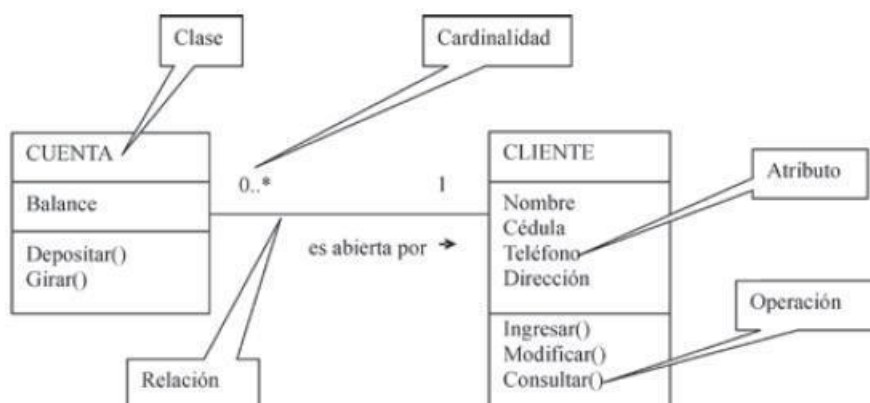 Clase
Cardinalidad
CUENTA
Balance
Depositar()
Girar()
0..*
1
es abierta por ➔
CLIENTE
Nombre
Cédula
Teléfono
Dirección
Ingresar()
Modificar()
Consultar()
Atributo
Operación
Relación